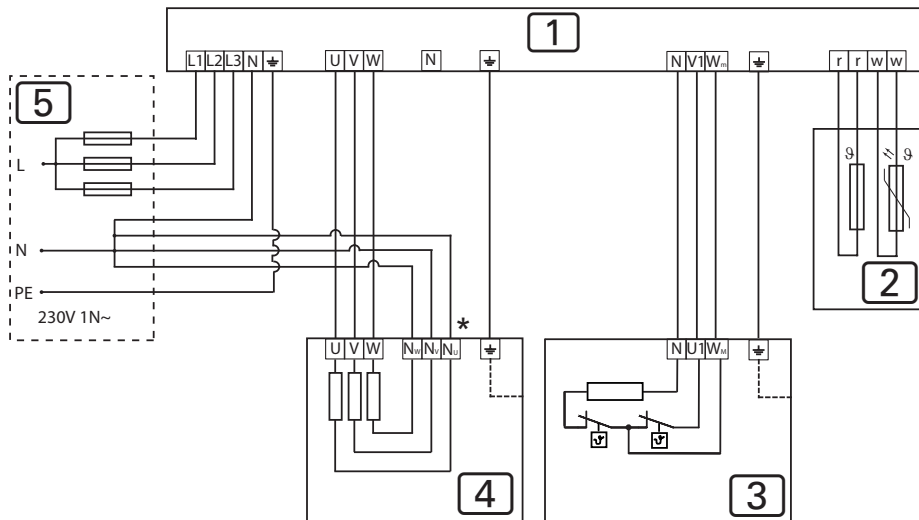 1
L1 L2 L3 N ⏚ U V W N ⏚ N V1 Wm ⏚ r r w w
5
L
ϑ ϑ
N
2
PE
230V 1N~
*
U V W NW NV NU ⏚ N U1 WM ⏚
ϑ ϑ
4
3